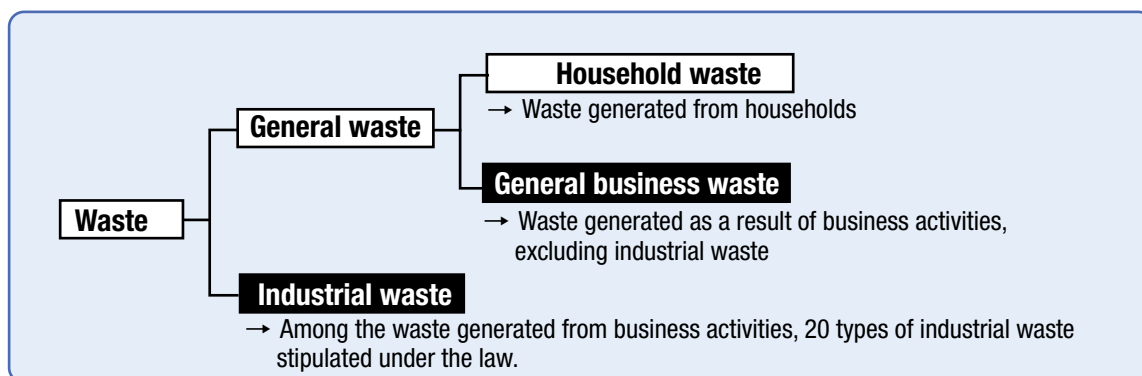 Household waste
→ Waste generated from households
General waste
General business waste
→ Waste generated as a result of business activities,
excluding industrial waste
Waste
Industrial waste
→ Among the waste generated from business activities, 20 types of industrial waste
stipulated under the law.